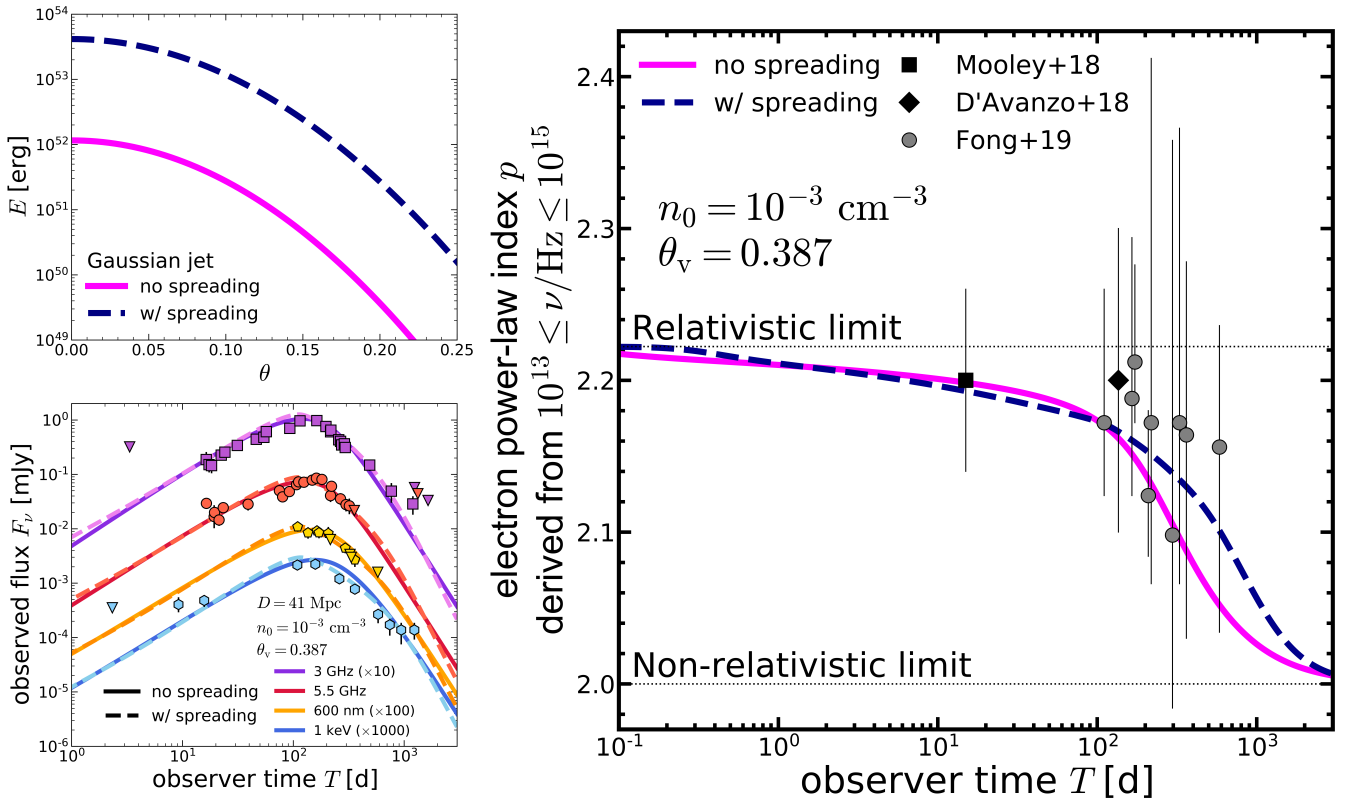 10^54
10^53
10^52
10^51
10^50
10^49
E [erg]
Gaussian jet
no spreading
w/ spreading
0.00 0.05 0.10 0.15 0.20 0.25
θ
10^0
10^-1
10^-2
10^-3
10^-4
10^-5
10^-6
observed flux F_ν [mJy]
D = 41 Mpc
n_0 = 10^-3 cm^-3
θ_v = 0.387
no spreading
w/ spreading
3 GHz (×10)
5.5 GHz
600 nm (×100)
1 keV (×1000)
10^0 10^1 10^2 10^3
observer time T [d]
electron power-law index p
derived from 10^13 ≤ ν/Hz ≤ 10^15
2.4
2.3
2.2
2.1
2.0
no spreading
w/ spreading
Mooley+18
D'Avanzo+18
Fong+19
n_0 = 10^-3 cm^-3
θ_v = 0.387
Relativistic limit
Non-relativistic limit
10^-1 10^0 10^1 10^2 10^3
observer time T [d]